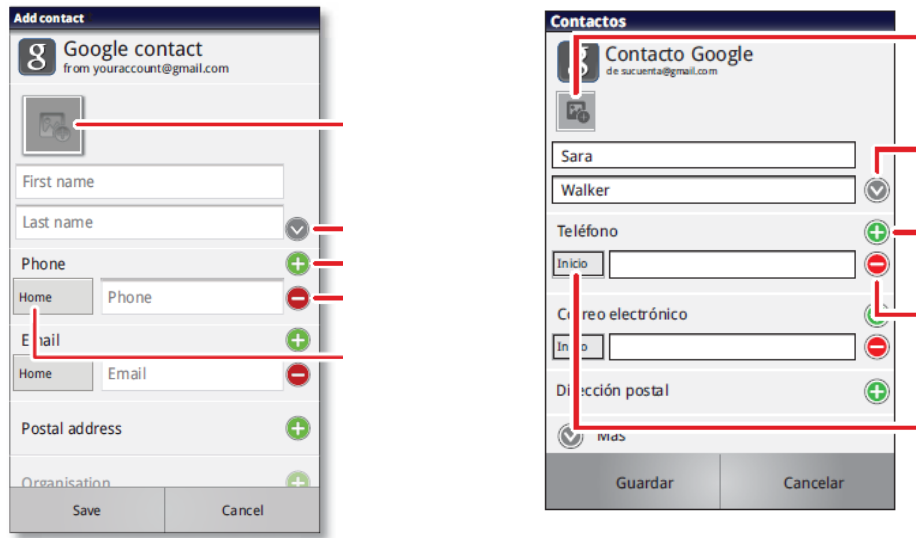 Add contact
g
Google contact
from youraccount@gmail.com
First name
Last name
Phone
Home
Phone
Email
Home
Email
Postal address
Organisation
Save
Cancel
Contactos
g
Contacto Google
de sucuenta@gmail.com
Sara
Walker
Teléfono
Inicio
Correo electrónico
Inicio
Dirección postal
Mas
Guardar
Cancelar